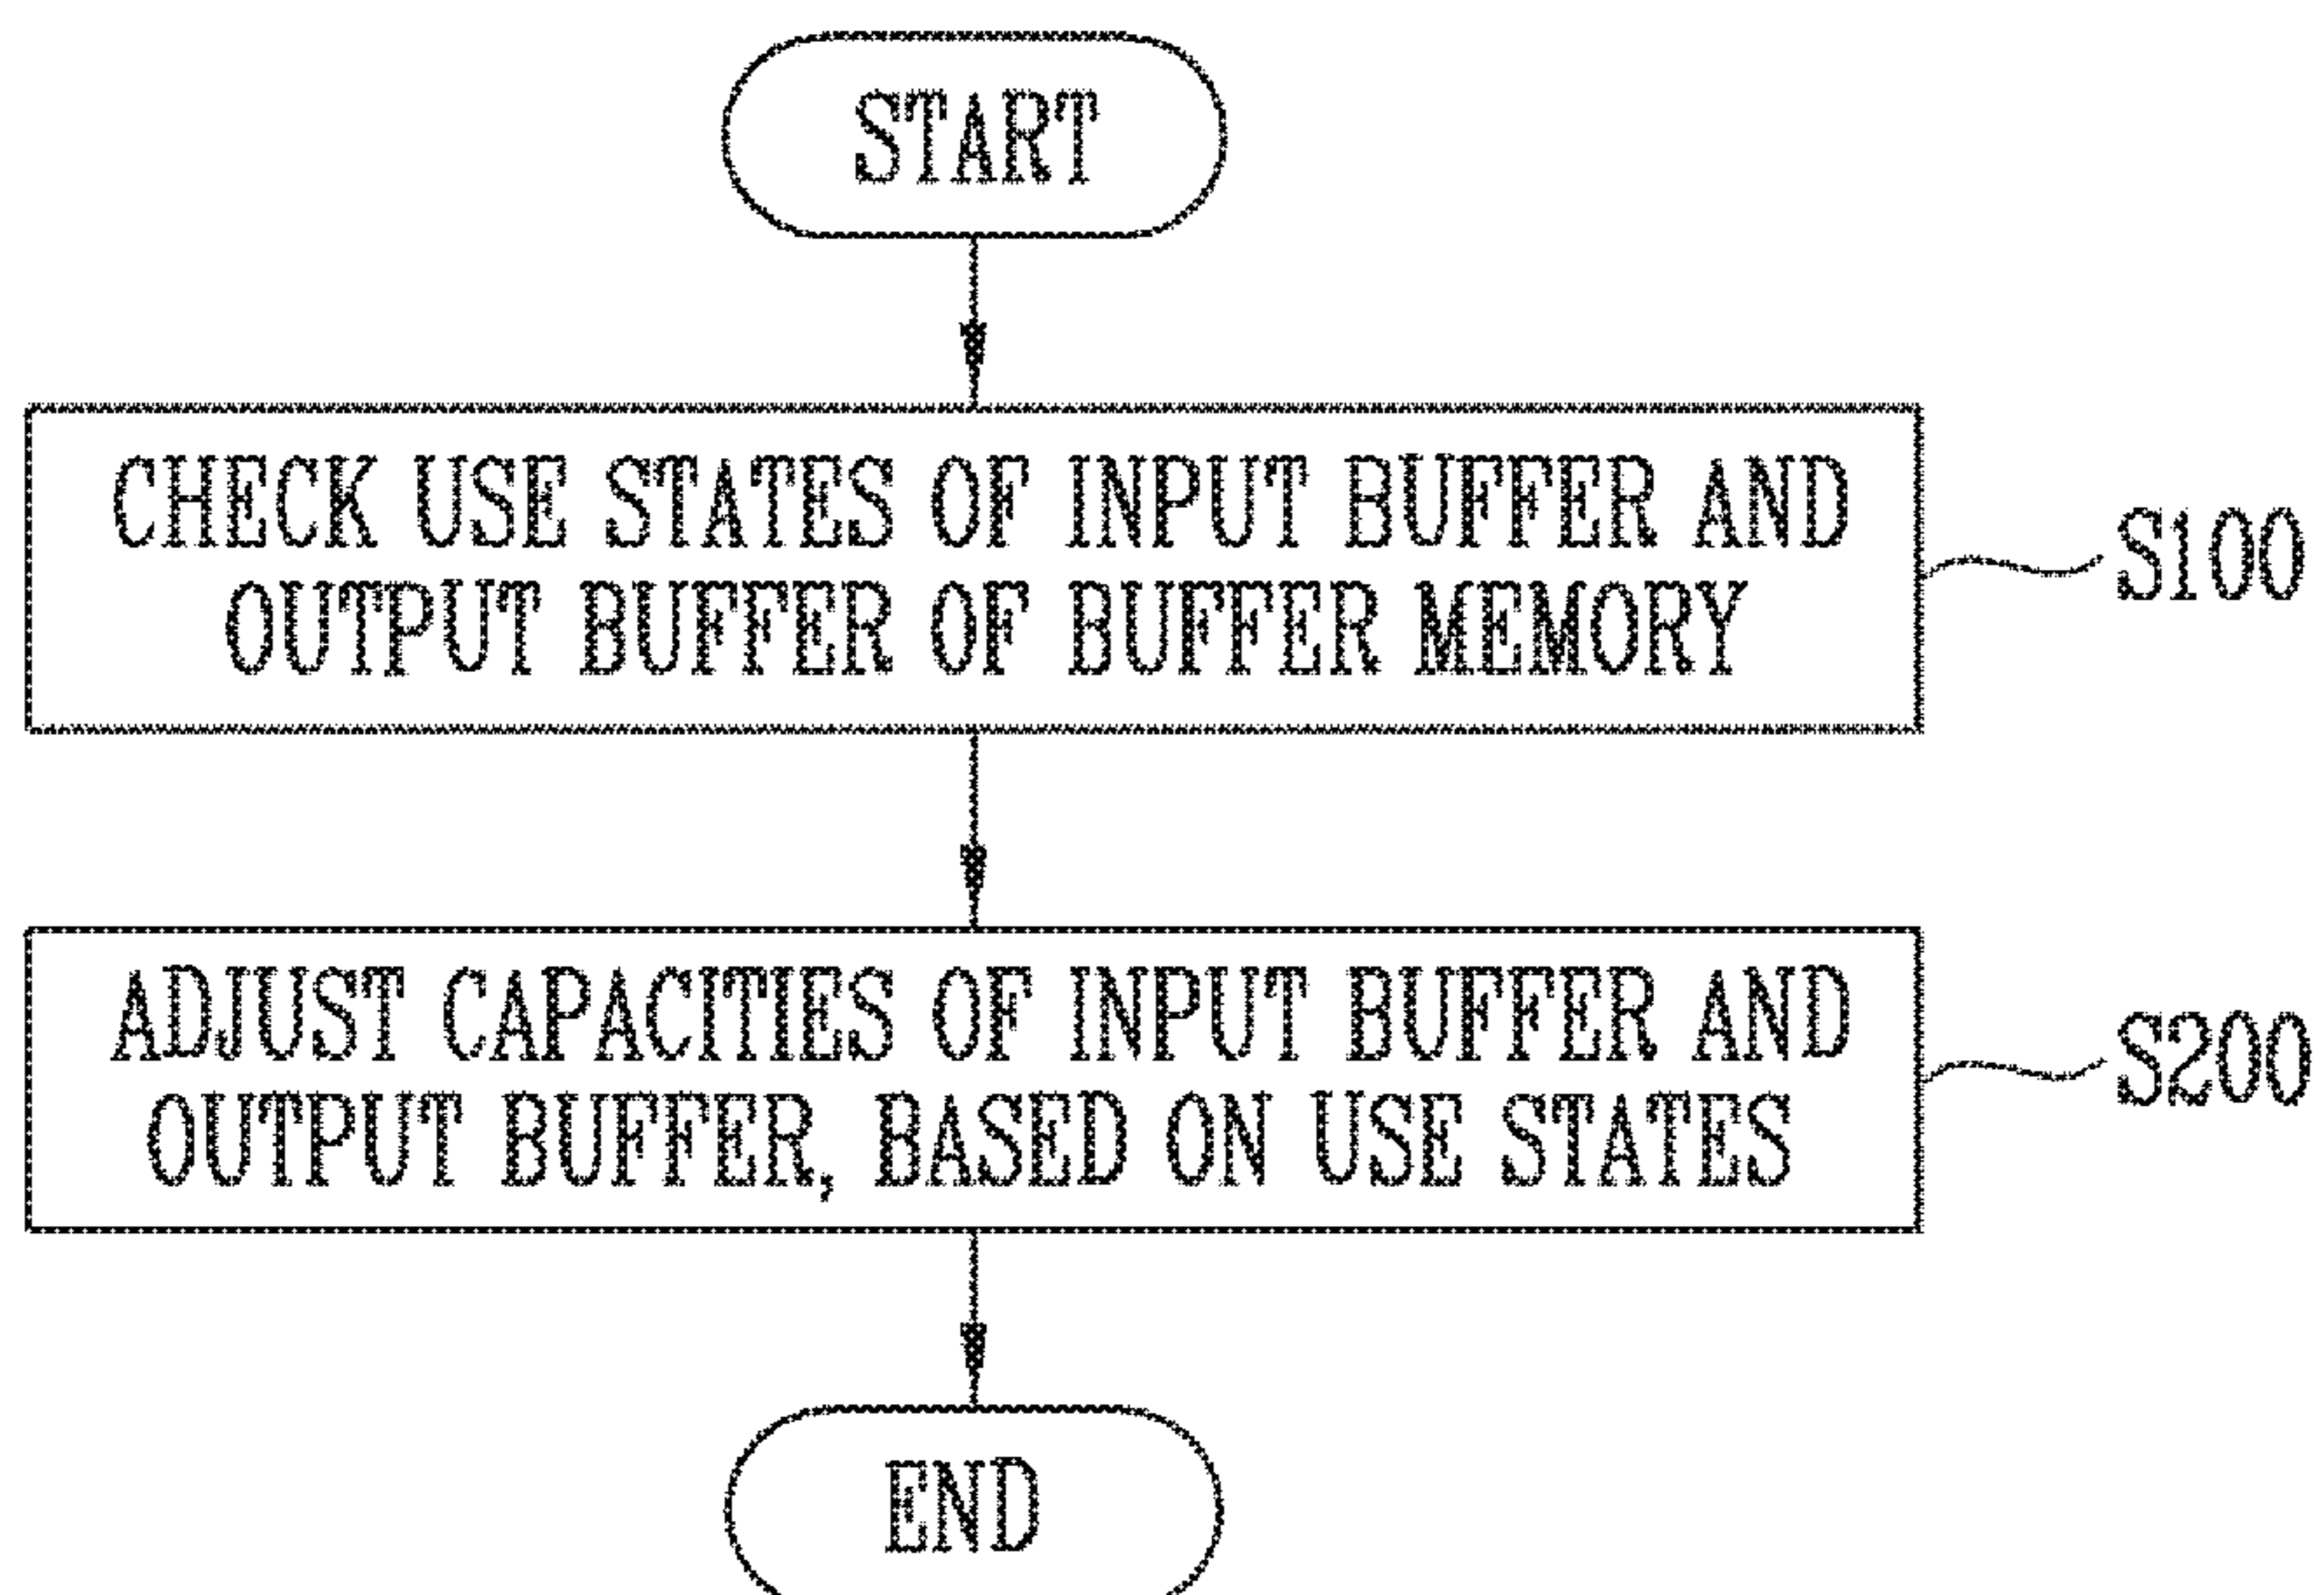 START
CHECK USE STATES OF INPUT BUFFER AND
OUTPUT BUFFER OF BUFFER MEMORY
S100
ADJUST CAPACITIES OF INPUT BUFFER AND
OUTPUT BUFFER, BASED ON USE STATES
S200
END